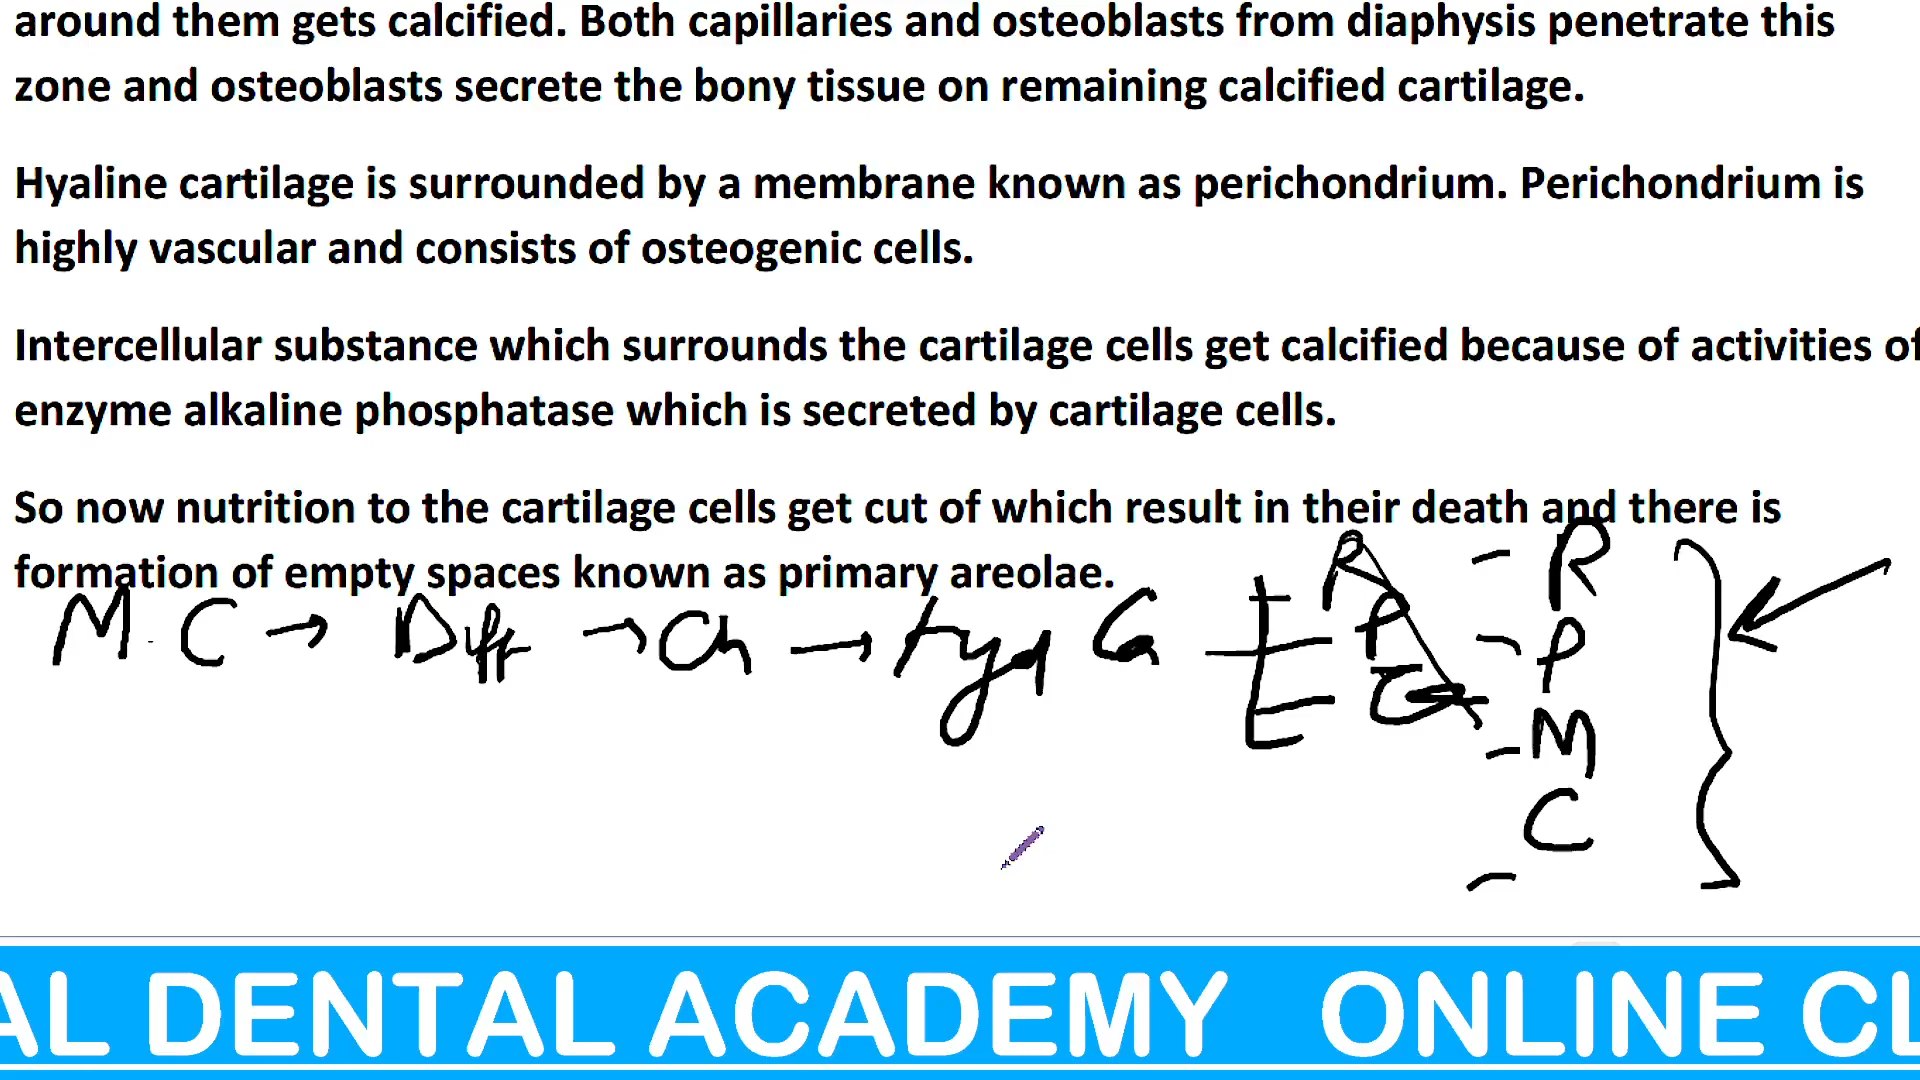 around them gets calcified. Both capillaries and osteoblasts from diaphysis penetrate this
zone and osteoblasts secrete the bony tissue on remaining calcified cartilage.
Hyaline cartilage is surrounded by a membrane known as perichondrium. Perichondrium is
highly vascular and consists of osteogenic cells.
Intercellular substance which surrounds the cartilage cells get calcified because of activities of
enzyme alkaline phosphatase which is secreted by cartilage cells.
So now nutrition to the cartilage cells get cut of which result in their death and there is
formation of empty spaces known as primary areolae.
M. C → Diff → Ch → Hyal Ca
R
P
R
P
M
C
AL DENTAL ACADEMY ONLINE CL